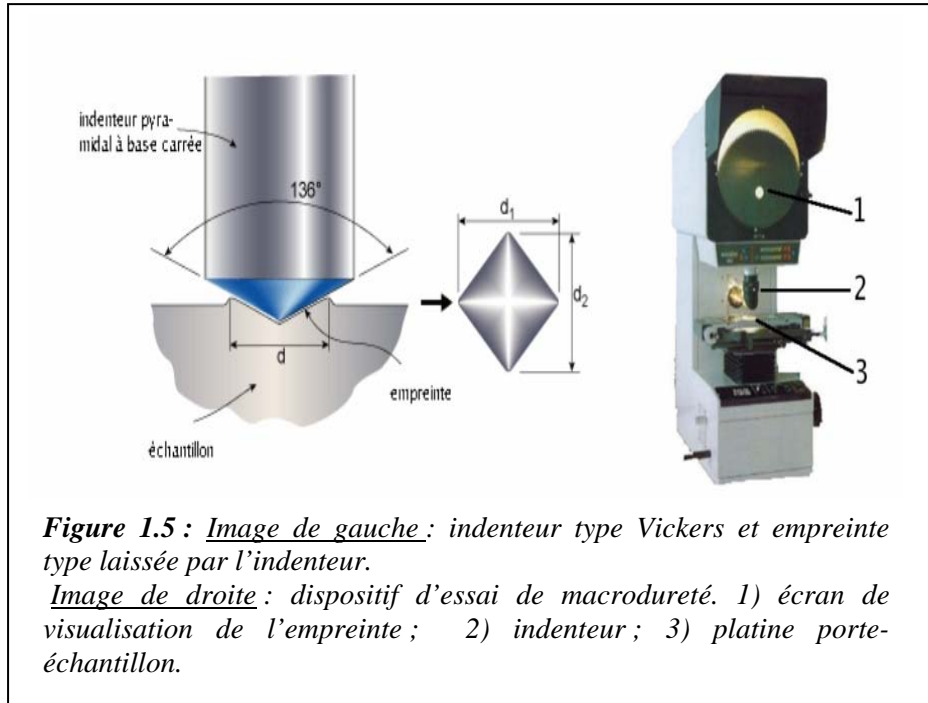 indenteur pyra-
midal à base carrée
136°
d
empreinte
échantillon
d₁
d₂
1
2
3
Figure 1.5 : Image de gauche : indenteur type Vickers et empreinte
type laissée par l’indenteur.
Image de droite : dispositif d’essai de macrodureté. 1) écran de
visualisation de l’empreinte ; 2) indenteur ; 3) platine porte-
échantillon.